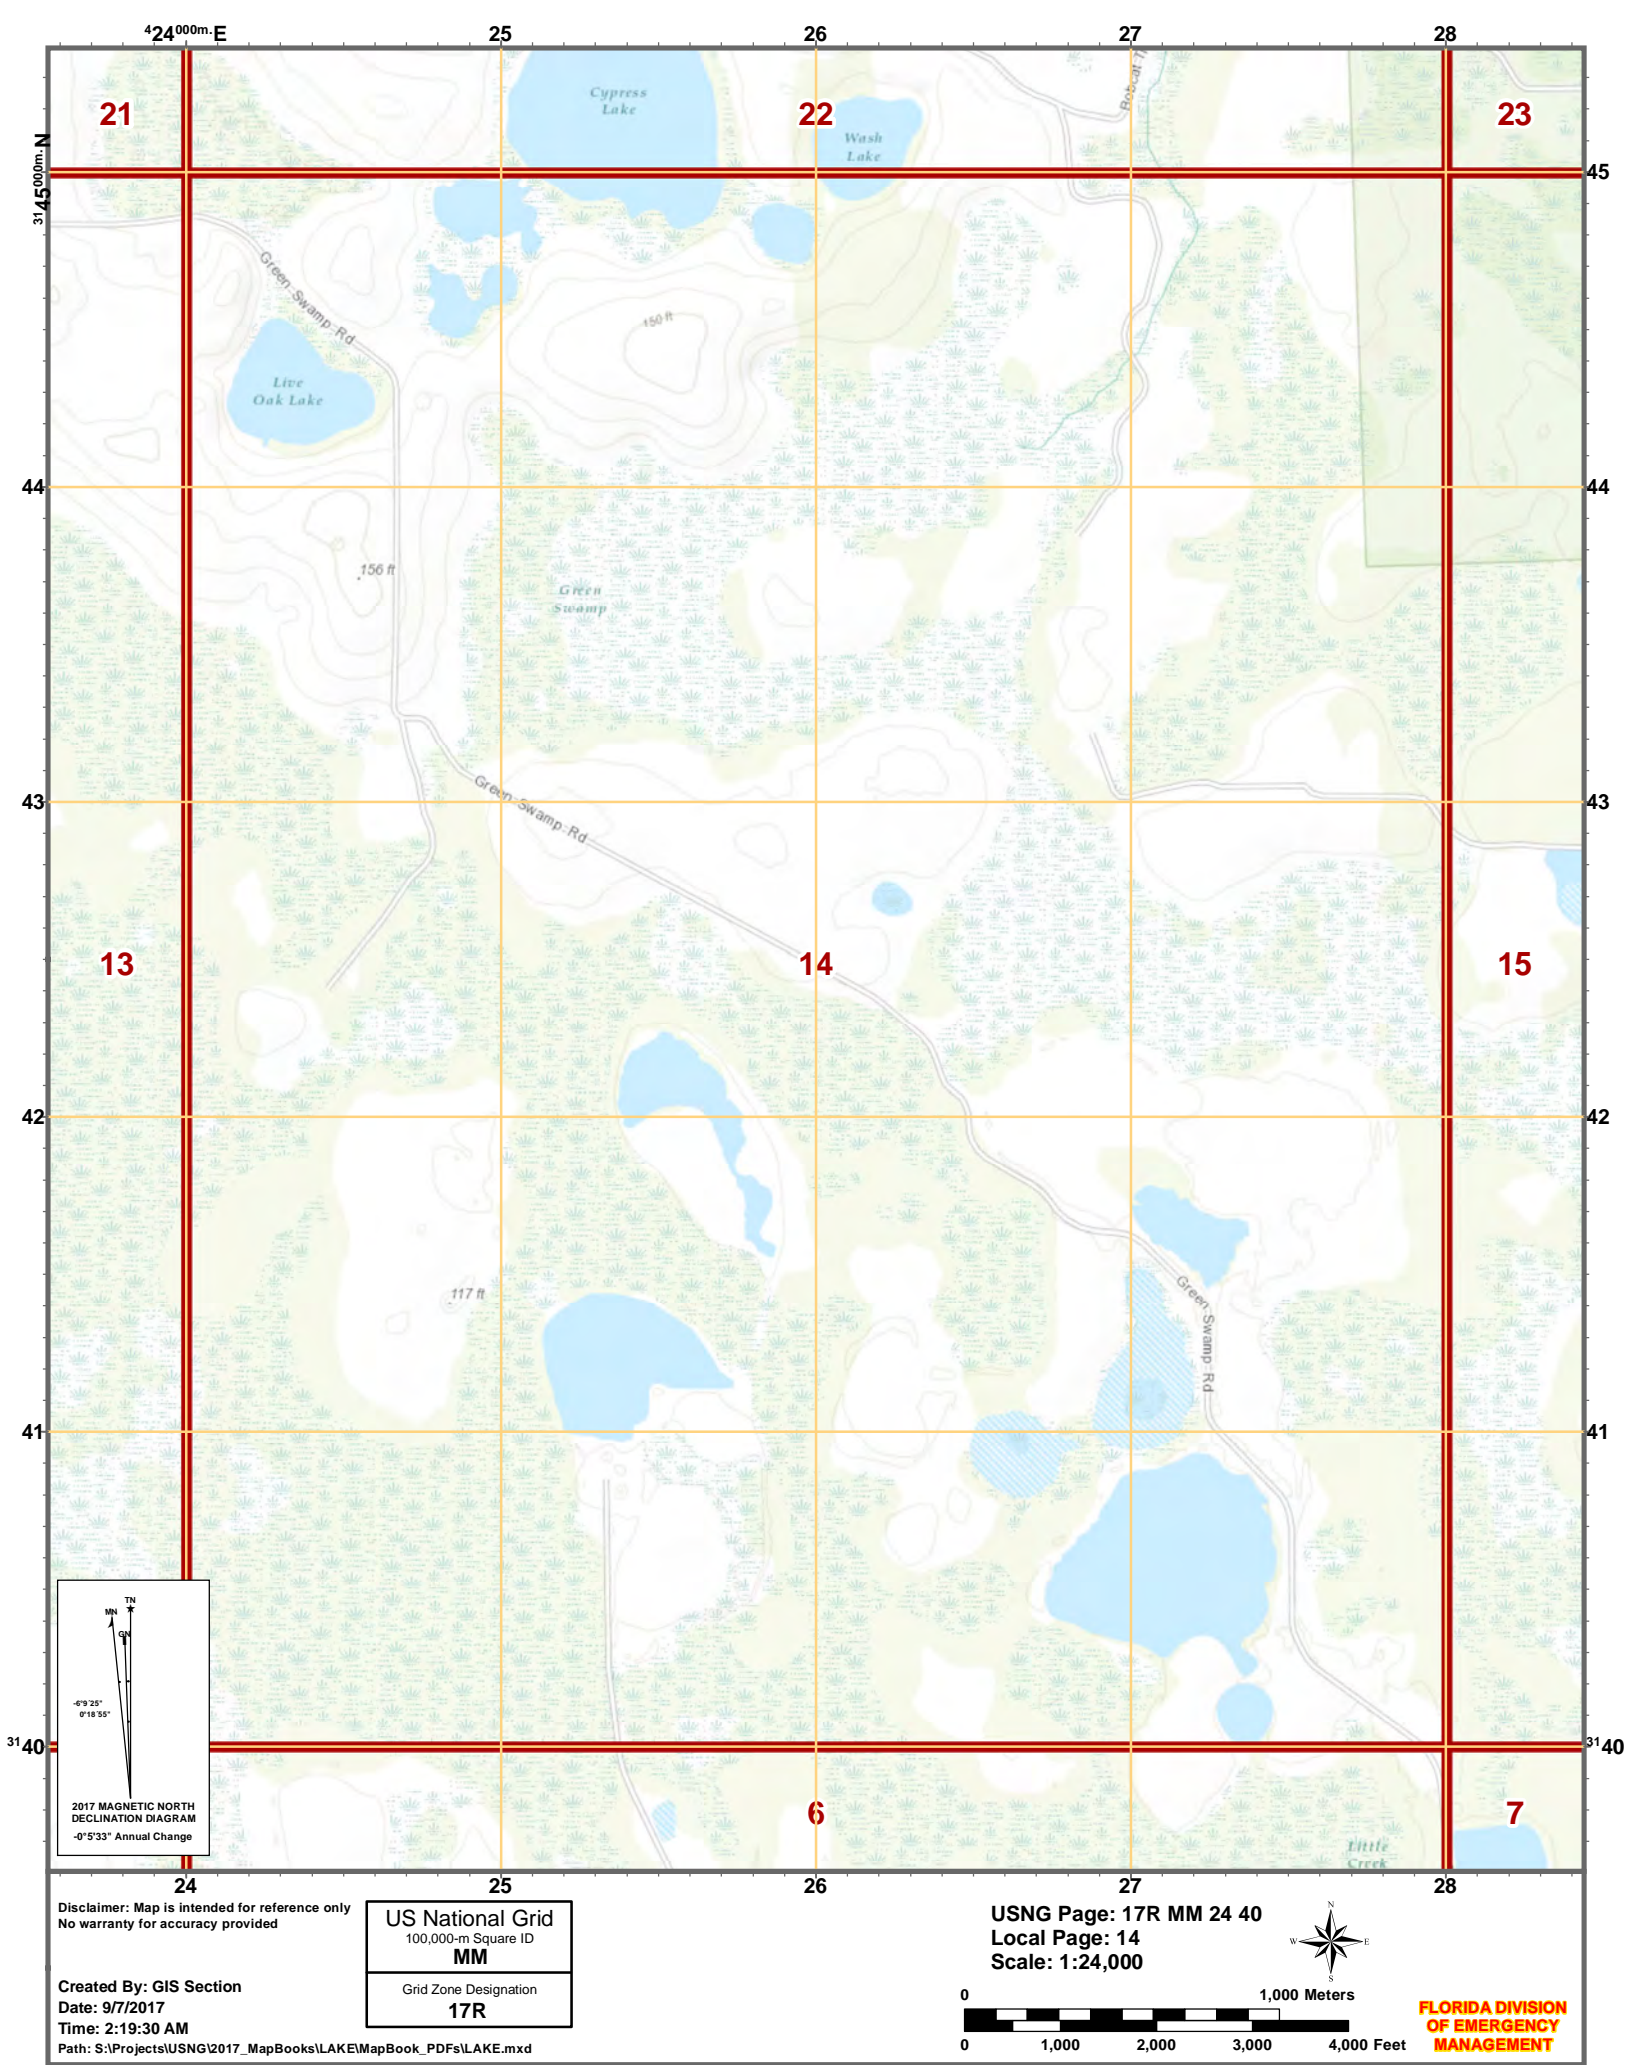 424000m.E 25 26 27 28
21 22 23
Cypress
Lake
Wash
Lake
3145000m.N
45
Green Swamp Rd
150 ft
Live
Oak Lake
44 44
156 ft
Green
Swamp
43 43
Green Swamp Rd
13 14 15
42 42
117 ft
Green Swamp Rd
41 41
TN
MN
GN
-6°9'25"
0°18'55"
2017 MAGNETIC NORTH
DECLINATION DIAGRAM
-0°5'33" Annual Change
3140 3140
6 7
Little
Creek
24 25 26 27 28
Disclaimer: Map is intended for reference only
No warranty for accuracy provided
Created By: GIS Section
Date: 9/7/2017
Time: 2:19:30 AM
Path: S:\Projects\USNG\2017_MapBooks\LAKE\MapBook_PDFs\LAKE.mxd
US National Grid
100,000-m Square ID
MM
Grid Zone Designation
17R
USNG Page: 17R MM 24 40
Local Page: 14
Scale: 1:24,000
N
W E
S
0 1,000 Meters
0 1,000 2,000 3,000 4,000 Feet
FLORIDA DIVISION
OF EMERGENCY
MANAGEMENT